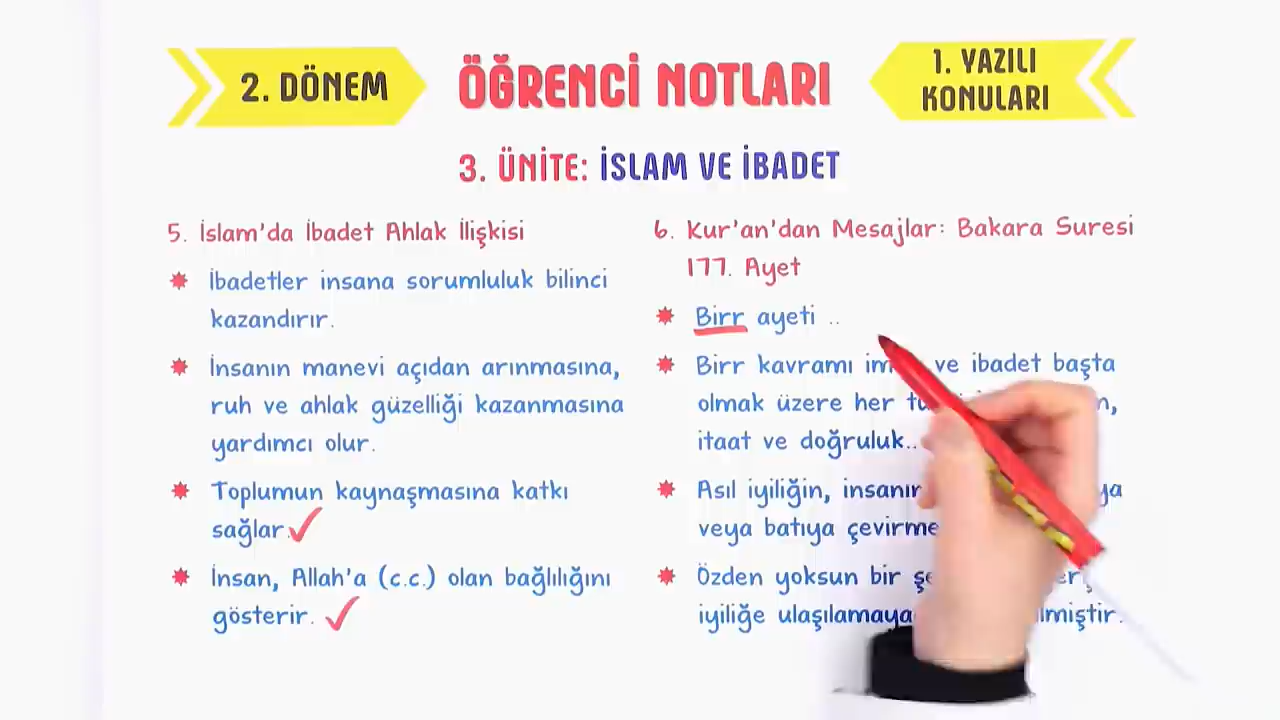 2. DÖNEM
ÖĞRENCİ NOTLARI
1. YAZILI
KONULARI
3. ÜNİTE: İSLAM VE İBADET
5. İslam'da İbadet Ahlak İlişkisi
İbadetler insana sorumluluk bilinci
kazandırır.
İnsanın manevi açıdan arınmasına,
ruh ve ahlak güzelliği kazanmasına
yardımcı olur.
Toplumun kaynaşmasına katkı
sağlar.
İnsan, Allah'a (c.c.) olan bağlılığını
gösterir.
6. Kur'an'dan Mesajlar: Bakara Suresi
177. Ayet
Birr ayeti ..
Birr kavramı ve ibadet başta
olmak üzere her
itaat ve doğruluk..
Asıl iyiliğin,
veya batıya
Özden yoksun bir
iyiliğe